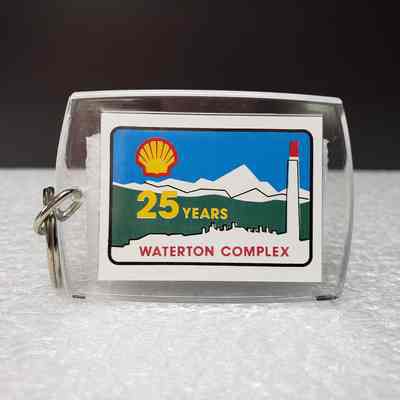 25 YEARS
WATERTON COMPLEX